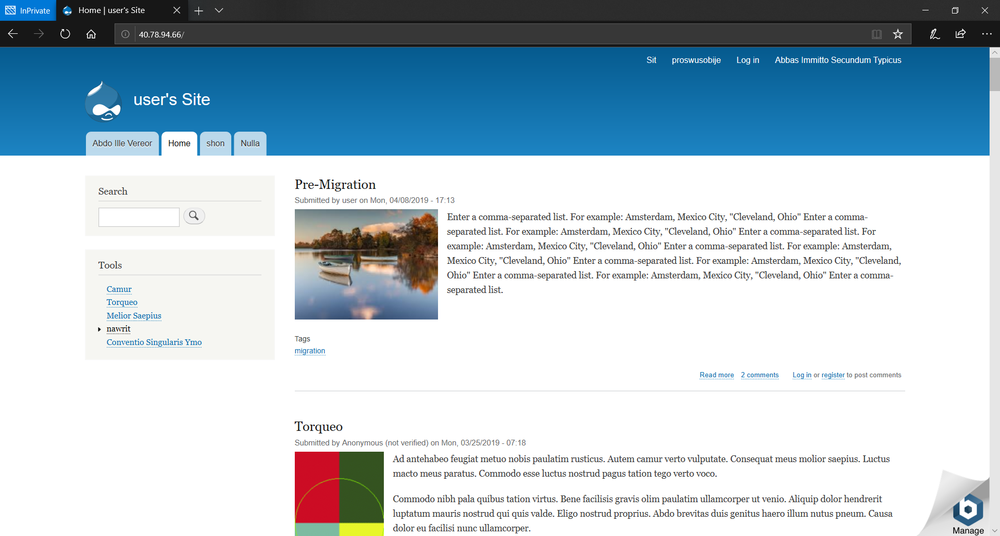 InPrivate
Home | user's Site
40.78.94.66/
Sit proswusobije Log in Abbas Immitto Secundum Typicus
user's Site
Abdo Ille Vereor Home shon Nulla
Search
Tools
Camur
Torqueo
Melior Saepius
nawrit
Conventio Singularis Ymo
Pre-Migration
Submitted by user on Mon, 04/08/2019 - 17:13
Enter a comma-separated list. For example: Amsterdam, Mexico City, "Cleveland, Ohio" Enter a comma-
separated list. For example: Amsterdam, Mexico City, "Cleveland, Ohio" Enter a comma-separated list. For
example: Amsterdam, Mexico City, "Cleveland, Ohio" Enter a comma-separated list. For example: Amsterdam,
Mexico City, "Cleveland, Ohio" Enter a comma-separated list. For example: Amsterdam, Mexico City, "Cleveland,
Ohio" Enter a comma-separated list. For example: Amsterdam, Mexico City, "Cleveland, Ohio" Enter a comma-
separated list.
Tags
migration
Read more 2 comments Log in or register to post comments
Torqueo
Submitted by Anonymous (not verified) on Mon, 03/25/2019 - 07:18
Ad antehabeo feugiat metuo nobis paulatim rusticus. Autem camur verto vulputate. Consequat meus molior saepius. Luctus
macto meus paratus. Commodo esse luctus nostrud pagus tation tego verto voco.
Commodo nibh pala quibus tation virtus. Bene facilisis gravis olim paulatim ullamcorper ut venio. Aliquip dolor hendrerit
luptatum mauris nostrud qui quis valde. Eligo nostrud proprius. Abdo brevitas duis genitus haero illum nutus pneum. Causa
dolor eu facilisi nunc ullamcorper.
b
Manage